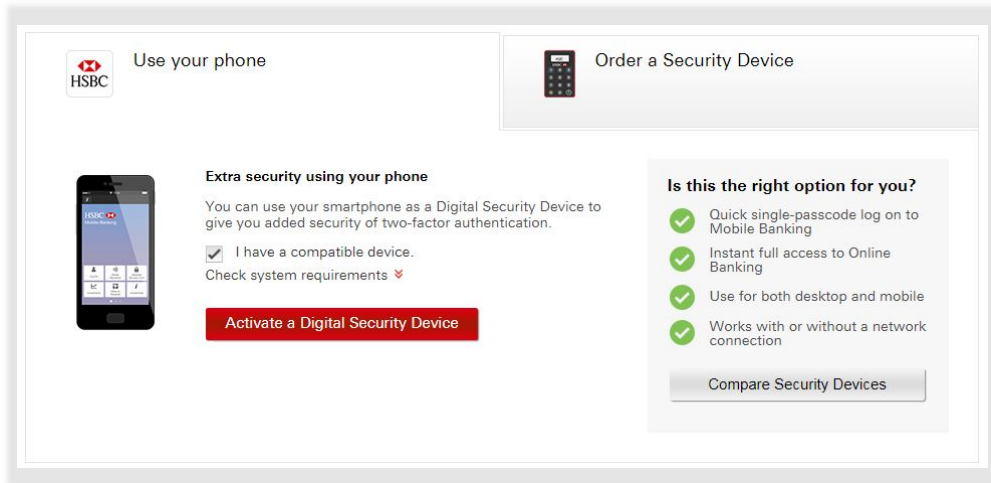 HSBC
Use your phone
Order a Security Device
HSBC
Mobile Banking
Extra security using your phone
You can use your smartphone as a Digital Security Device to
give you added security of two-factor authentication.
I have a compatible device.
Check system requirements
Activate a Digital Security Device
Is this the right option for you?
Quick single-passcode log on to
Mobile Banking
Instant full access to Online
Banking
Use for both desktop and mobile
Works with or without a network
connection
Compare Security Devices